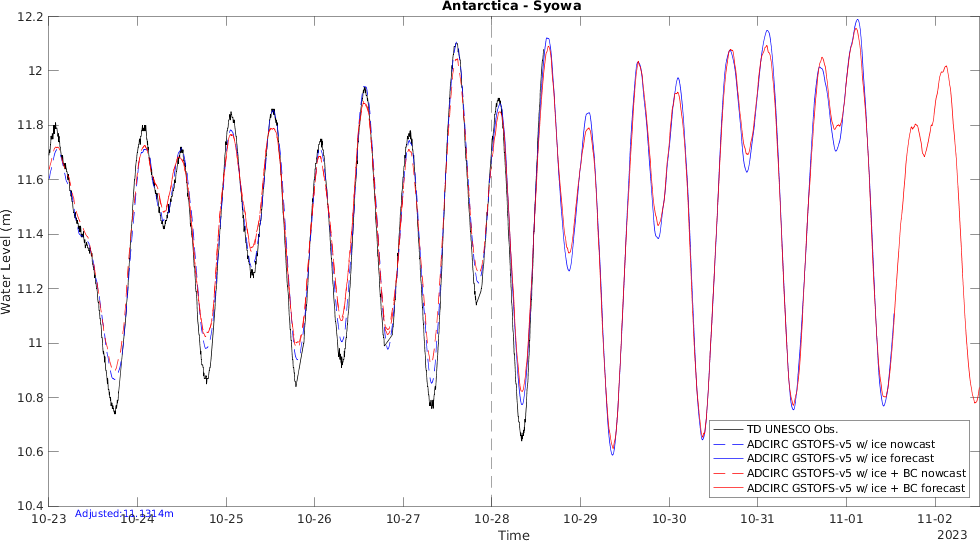 Antarctica - Syowa
12.2
12
11.8
11.6
11.4
11.2
11
10.8
10.6
10.4
Water Level (m)
TD UNESCO Obs.
ADCIRC GSTOFS-v5 w/ ice nowcast
ADCIRC GSTOFS-v5 w/ ice forecast
ADCIRC GSTOFS-v5 w/ ice + BC nowcast
ADCIRC GSTOFS-v5 w/ ice + BC forecast
Adjusted:11.1314m
10-23 10-24 10-25 10-26 10-27 10-28 10-29 10-30 10-31 11-01 11-02
Time
2023